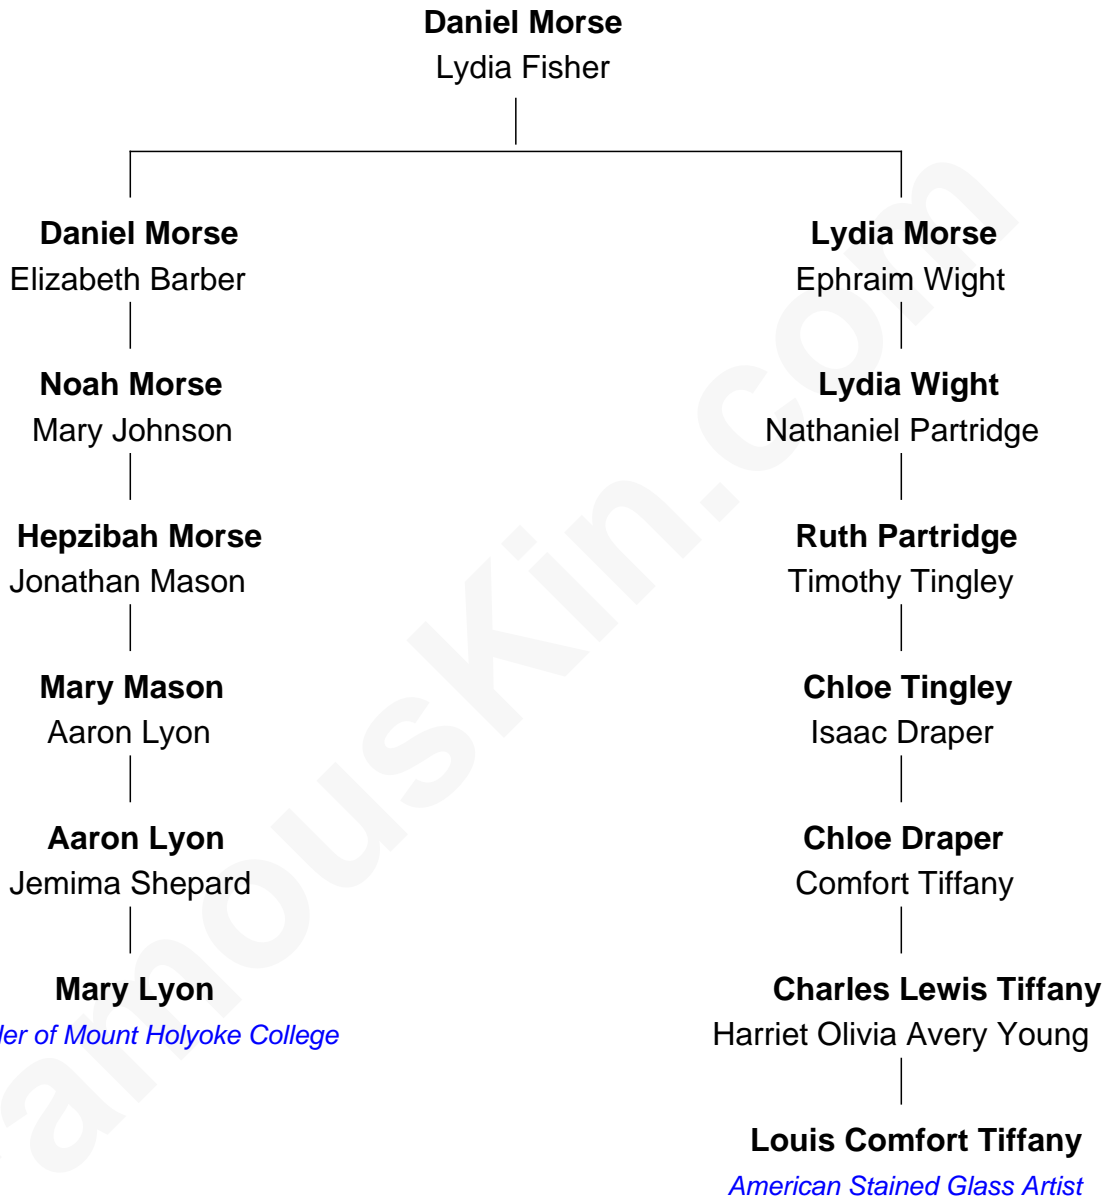 Daniel Morse
Lydia Fisher
Daniel Morse
Elizabeth Barber
Noah Morse
Mary Johnson
Hepzibah Morse
Jonathan Mason
Mary Mason
Aaron Lyon
Aaron Lyon
Jemima Shepard
Mary Lyon
der of Mount Holyoke College
Lydia Morse
Ephraim Wight
Lydia Wight
Nathaniel Partridge
Ruth Partridge
Timothy Tingley
Chloe Tingley
Isaac Draper
Chloe Draper
Comfort Tiffany
Charles Lewis Tiffany
Harriet Olivia Avery Young
Louis Comfort Tiffany
American Stained Glass Artist
amouskin.com